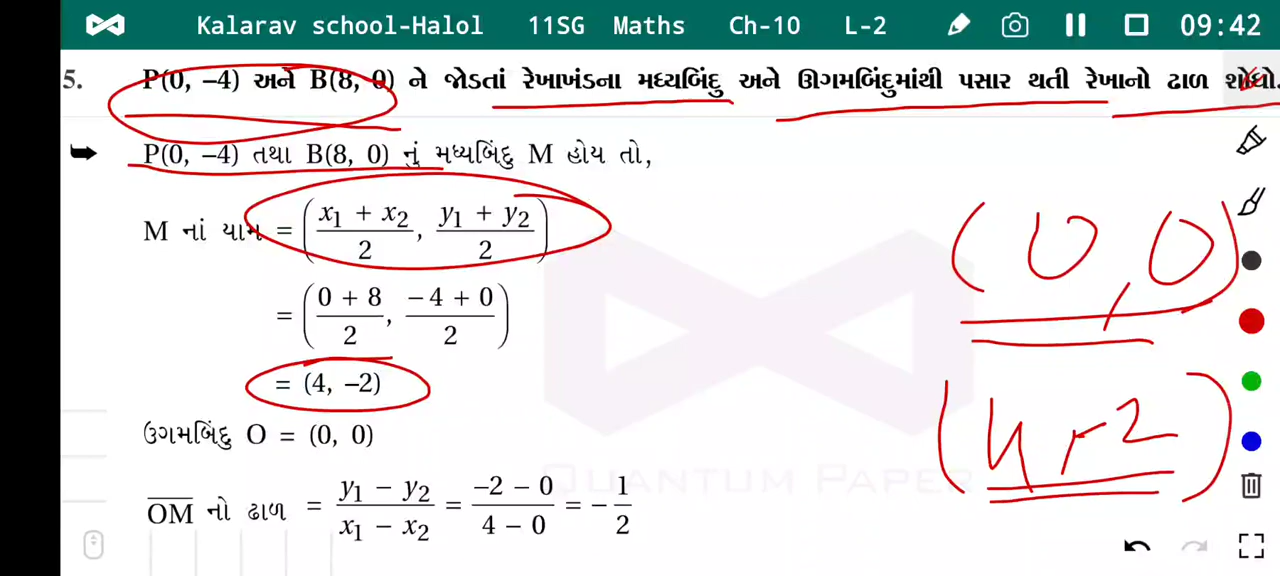 Kalarav school-Halol 11SG Maths Ch-10 L-2 09:42
5. P(0, –4) અને B(8, 0) ને જોડતાં રેખાખંડના મધ્યબિંદુ અને ઊગમબિંદુમાંથી પસાર થતી રેખાનો ઢાળ શોધો.
➥ P(0, –4) તથા B(8, 0) નું મધ્યબિંદુ M હોય તો,
M નાં યામ = ( (x₁ + x₂)/2, (y₁ + y₂)/2 )
(0, 0)
= ( (0 + 8)/2, (–4 + 0)/2 )
= (4, –2)
(4, -2)
ઉગમબિંદુ O = (0, 0)
QUANTUM PAPER
OM નો ઢાળ = (y₁ – y₂)/(x₁ – x₂) = (–2 – 0)/(4 – 0) = –1/2